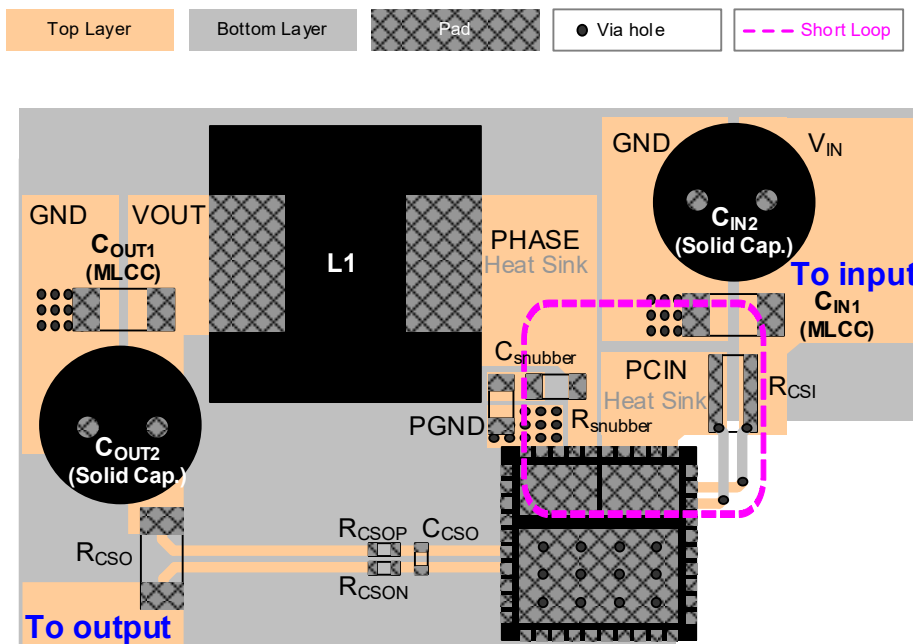 Top Layer
Bottom Layer
Pad
Via hole
Short Loop
GND
VIN
CIN2
(Solid Cap.)
To input
CIN1
(MLCC)
GND
VOUT
COUT1
(MLCC)
L1
PHASE
Heat Sink
Csnubber
Rsnubber
PCIN
Heat Sink
RCSI
PGND
COUT2
(Solid Cap.)
RCSO
RCSOP
CCSO
RCSON
To output